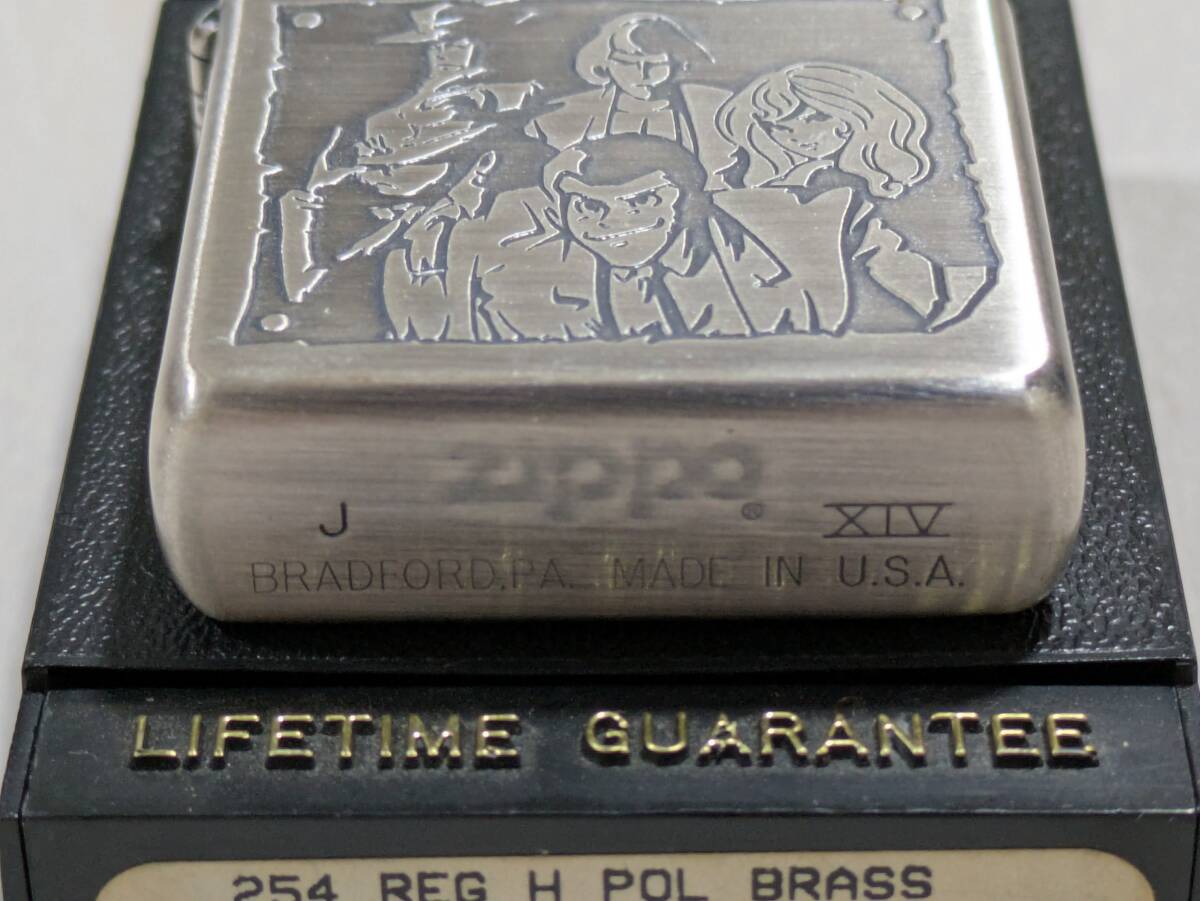 zippo ®
J XIV
BRADFORD,PA. MADE IN U.S.A.
LIFETIME GUARANTEE
254 REG H POL BRASS